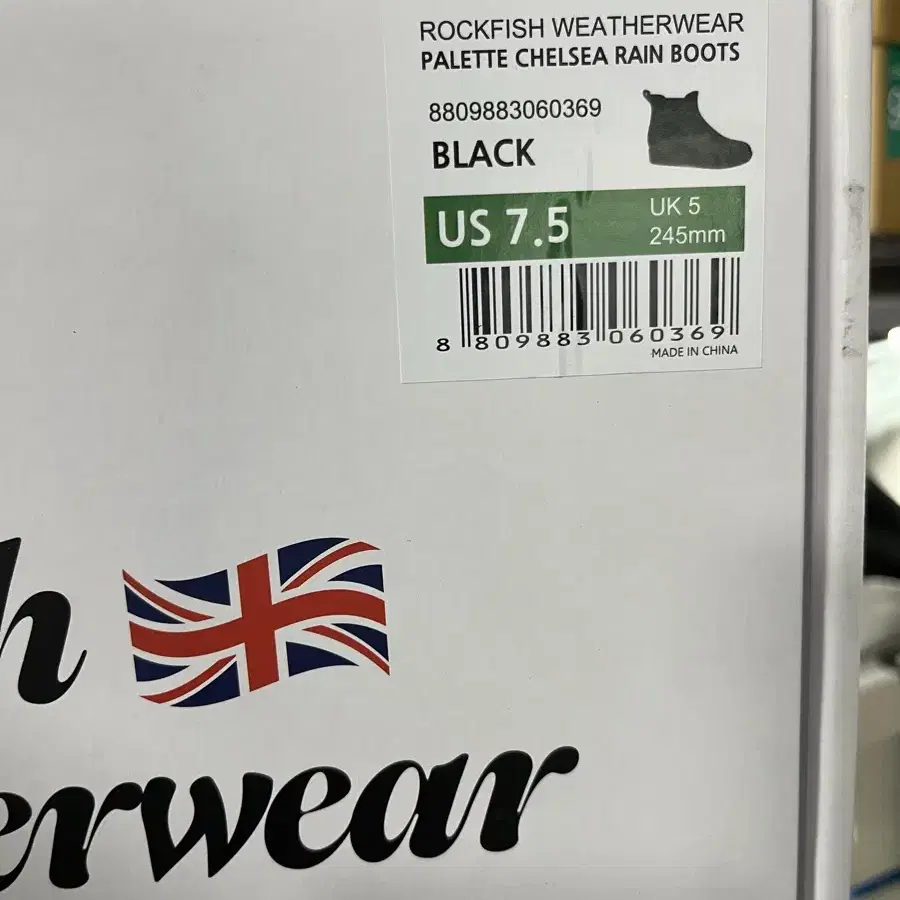 ROCKFISH WEATHERWEAR
PALETTE CHELSEA RAIN BOOTS
8809883060369
BLACK
US 7.5
UK 5
245mm
8 809883 060369
MADE IN CHINA
h
erwear